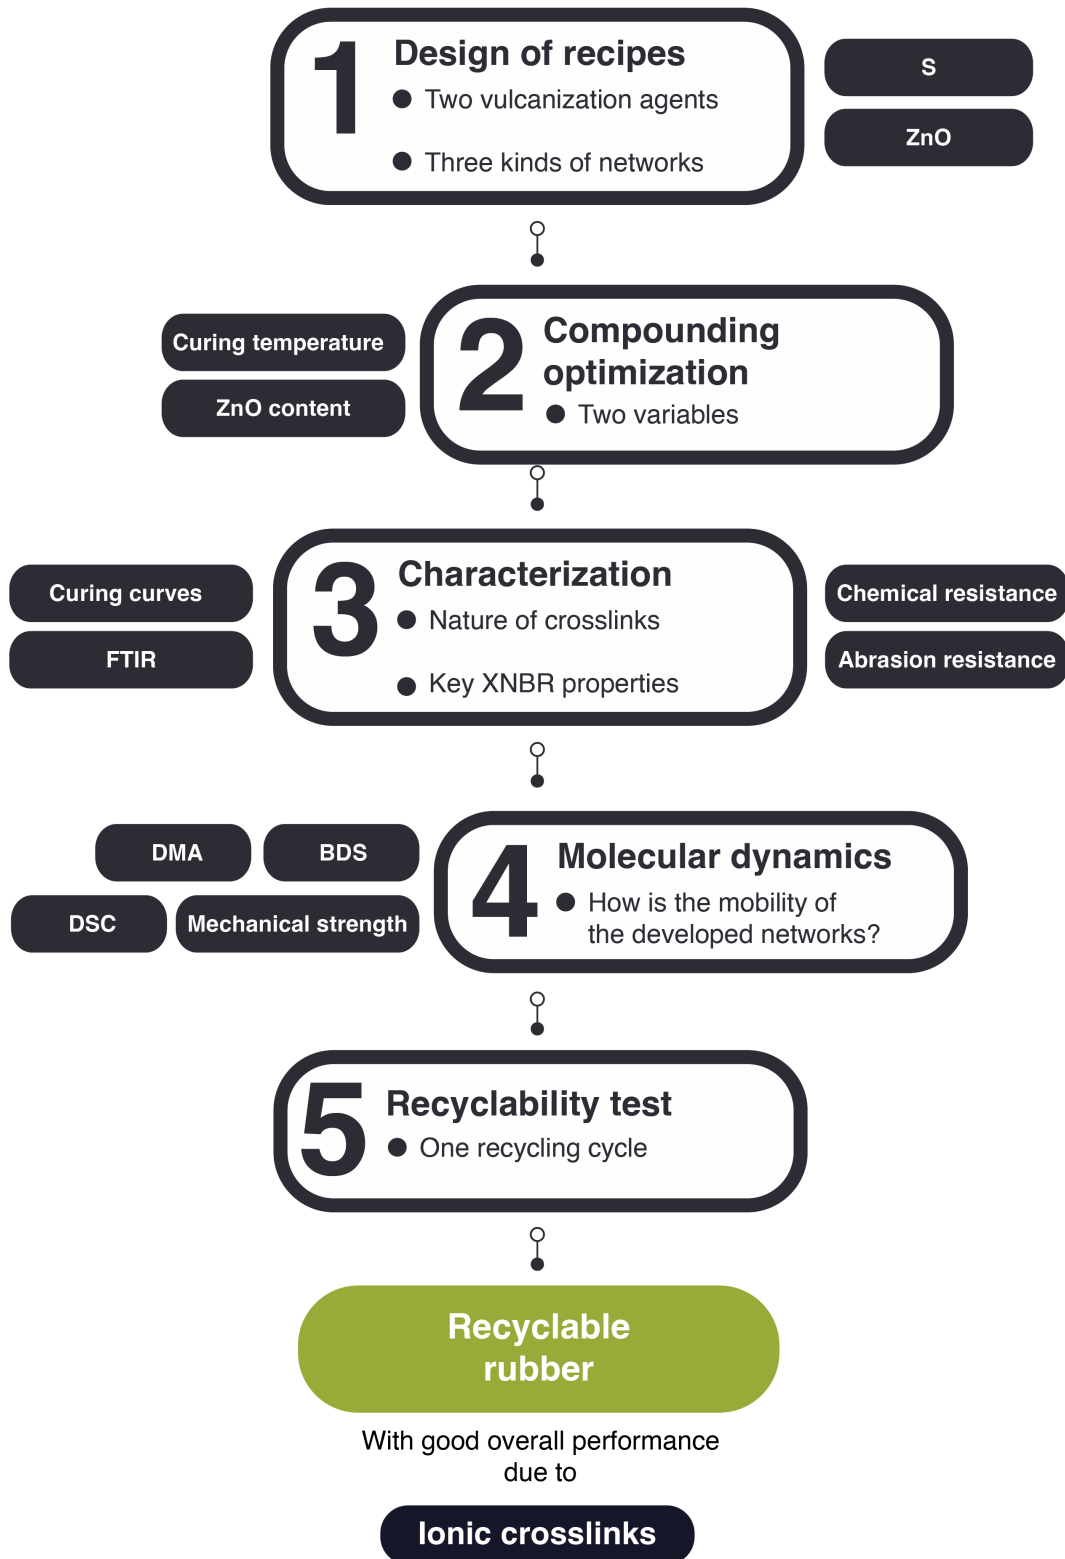 1
Design of recipes
Two vulcanization agents
Three kinds of networks
S
ZnO
Curing temperature
ZnO content
2
Compounding
optimization
Two variables
Curing curves
FTIR
3
Characterization
Nature of crosslinks
Key XNBR properties
Chemical resistance
Abrasion resistance
DMA
BDS
DSC
Mechanical strength
4
Molecular dynamics
How is the mobility of
the developed networks?
5
Recyclability test
One recycling cycle
Recyclable
rubber
With good overall performance
due to
Ionic crosslinks